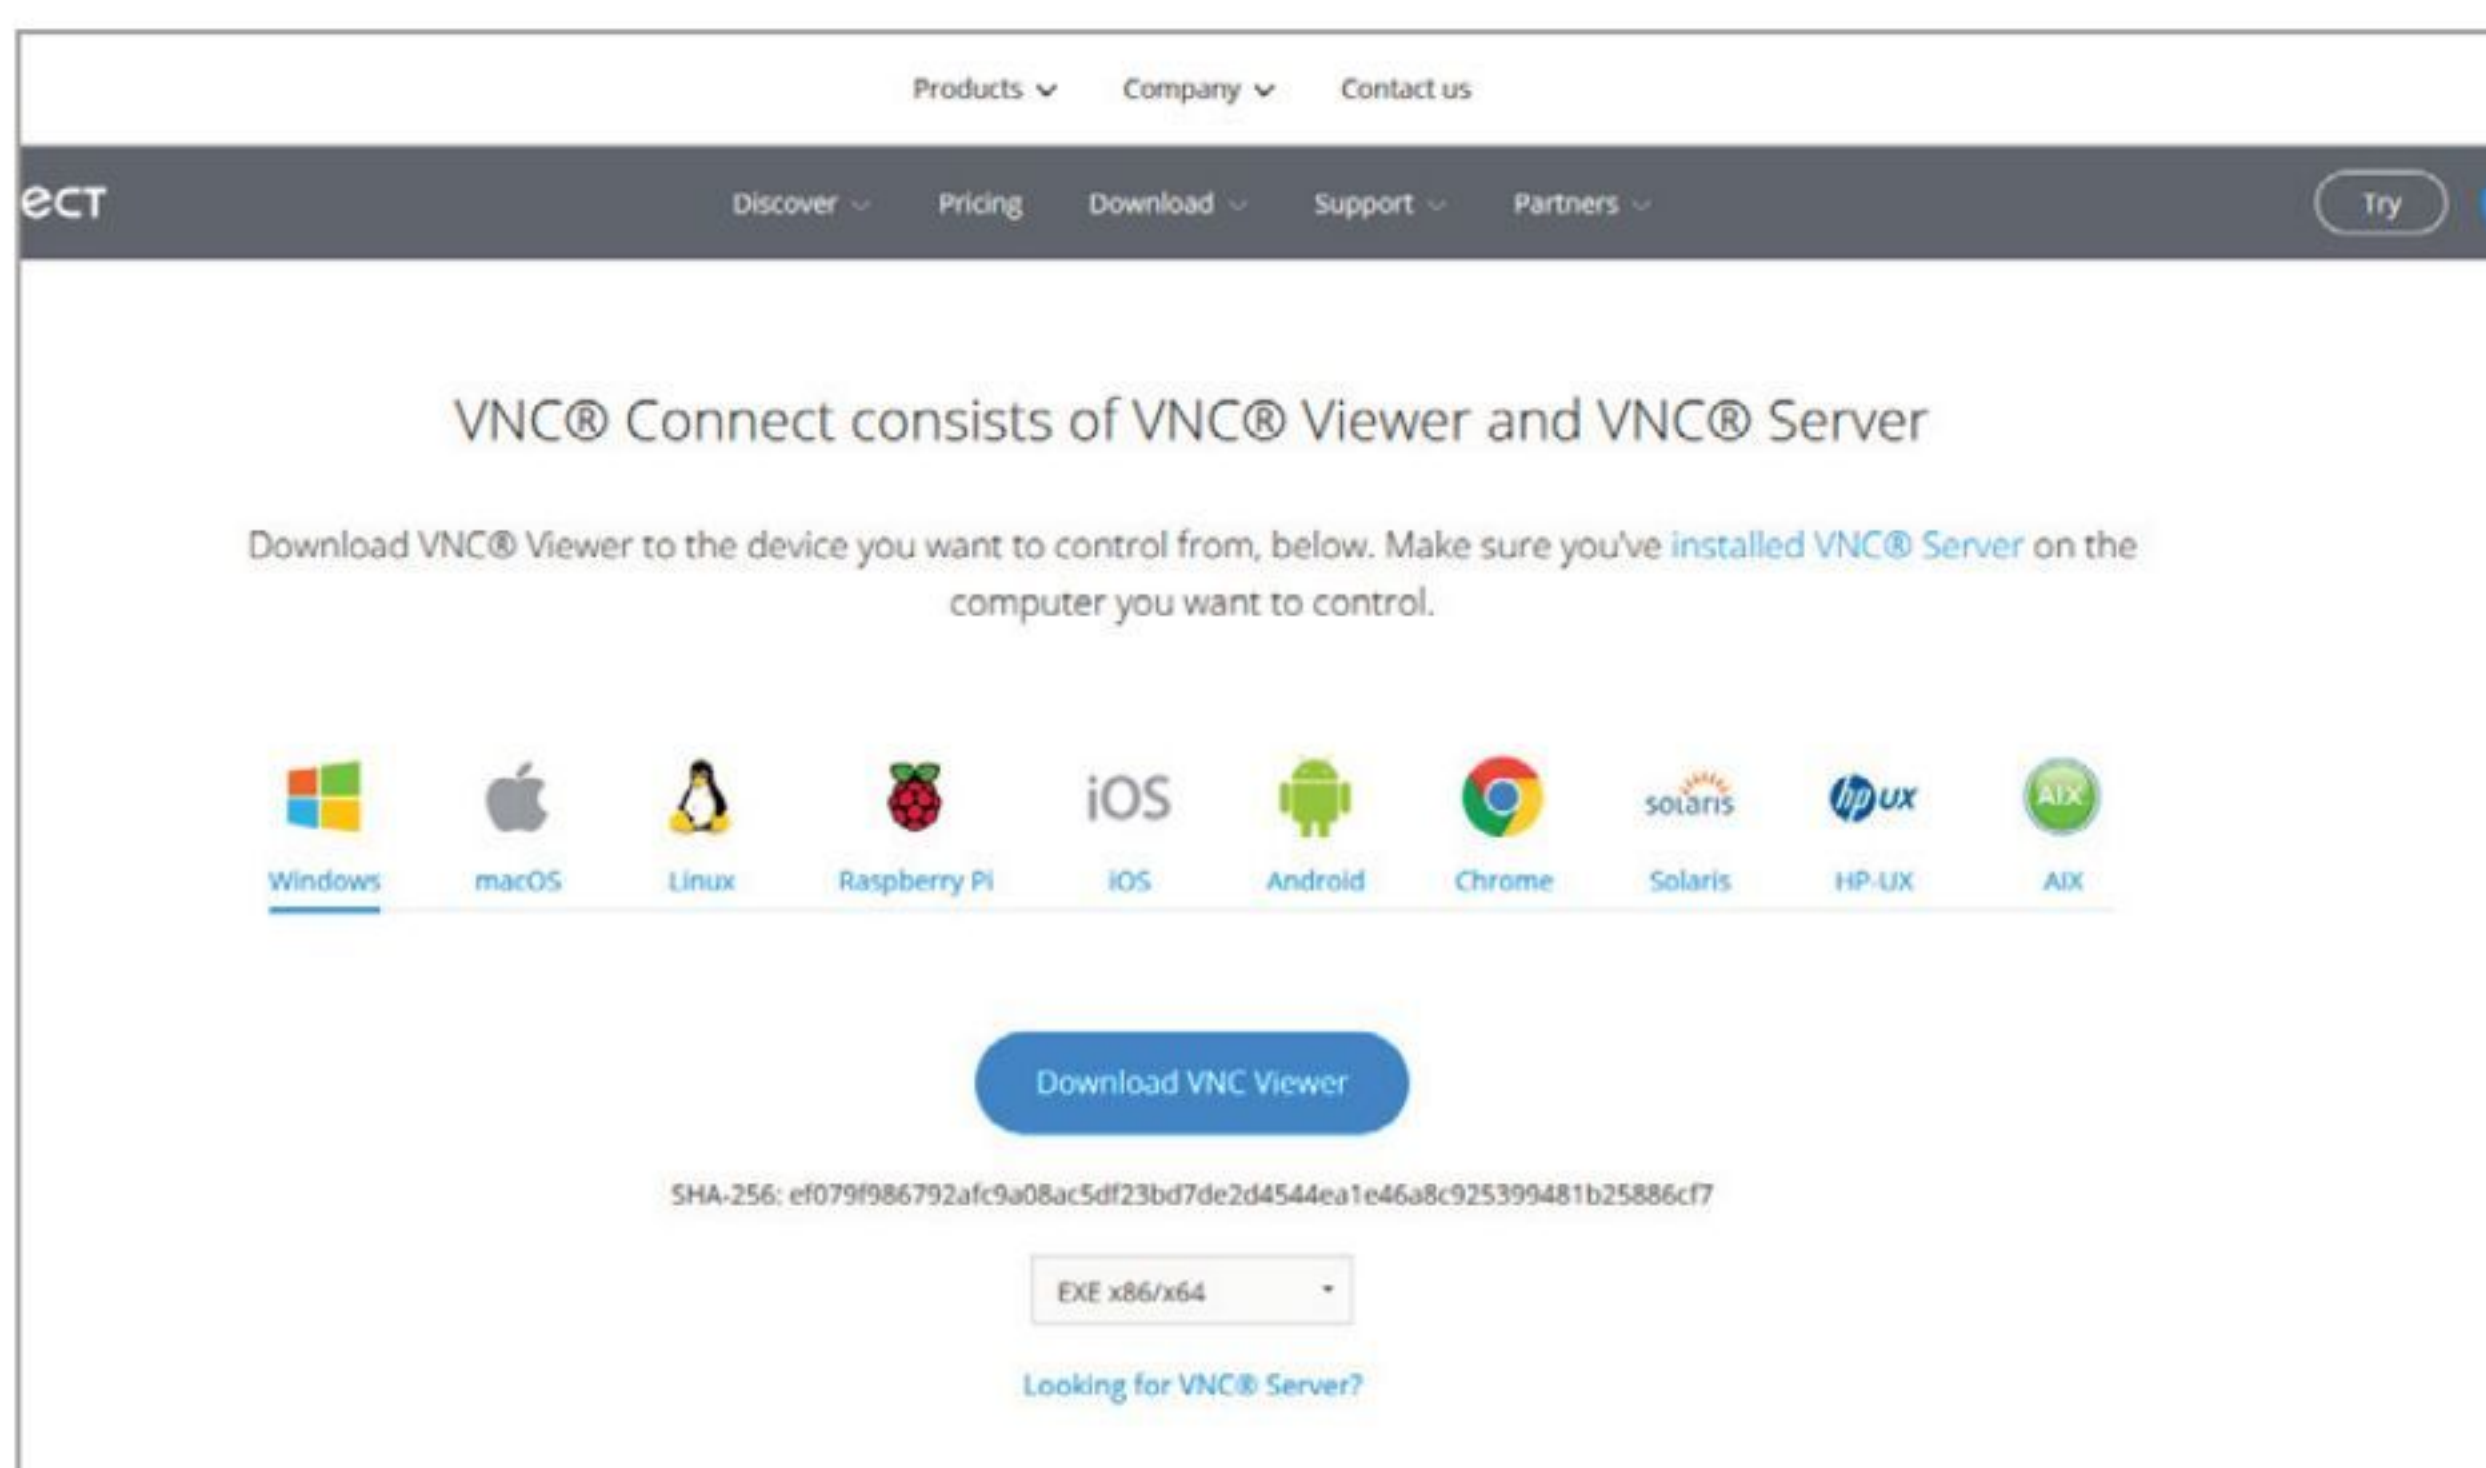 Products Company Contact us
ect Discover Pricing Download Support Partners Try
VNC® Connect consists of VNC® Viewer and VNC® Server
Download VNC® Viewer to the device you want to control from, below. Make sure you've installed VNC® Server on the
computer you want to control.
iOS solaris hp UX AIX
Windows macOS Linux Raspberry Pi iOS Android Chrome Solaris HP-UX AIX
Download VNC Viewer
SHA-256: ef079f986792afc9a08ac5df23bd7de2d4544ea1e46a8c925399481b25886cf7
EXE x86/x64
Looking for VNC® Server?